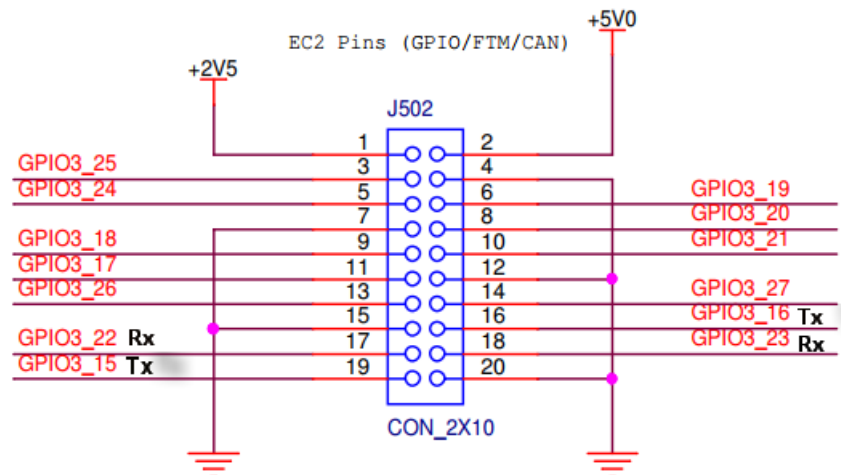 EC2 Pins (GPIO/FTM/CAN)
+5V0
+2V5
J502
1 2
GPIO3_25 3 4
GPIO3_24 5 6 GPIO3_19
7 8 GPIO3_20
GPIO3_18 9 10 GPIO3_21
GPIO3_17 11 12
GPIO3_26 13 14 GPIO3_27
15 16 GPIO3_16 Tx
GPIO3_22 Rx 17 18 GPIO3_23 Rx
GPIO3_15 Tx 19 20
CON_2X10